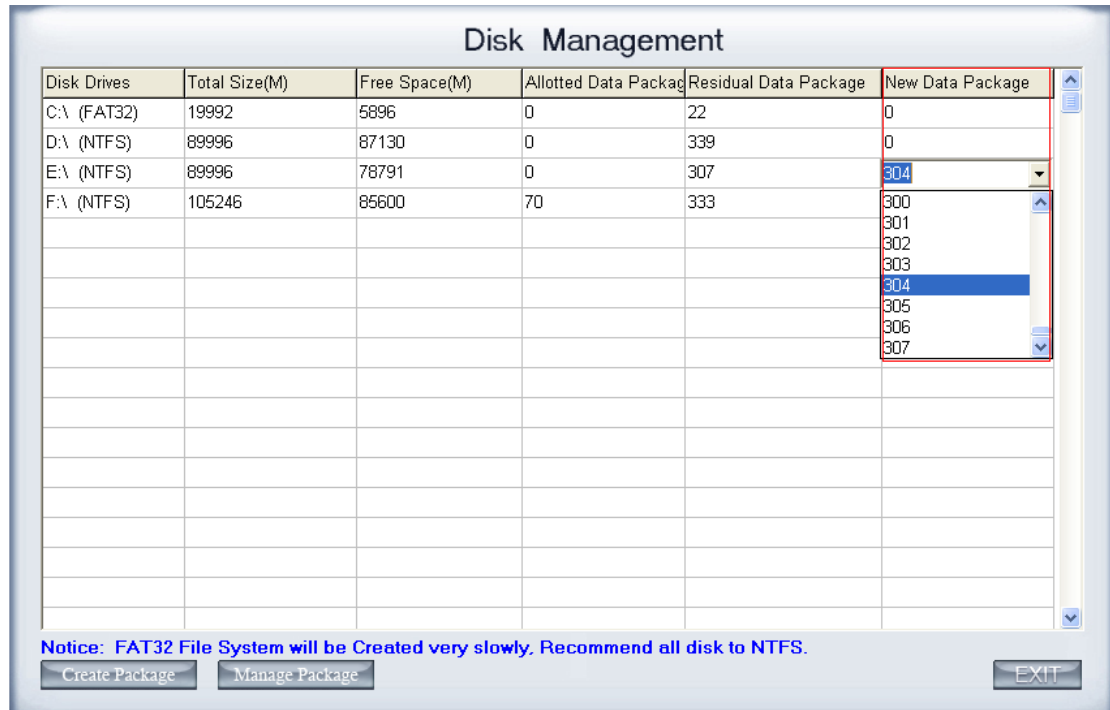 Disk Management
Disk Drives Total Size(M) Free Space(M) Allotted Data Packag Residual Data Package New Data Package
C:\ (FAT32) 19992 5896 0 22 0
D:\ (NTFS) 89996 87130 0 339 0
E:\ (NTFS) 89996 78791 0 307 304
F:\ (NTFS) 105246 85600 70 333 300
301
302
303
304
305
306
307
Notice: FAT32 File System will be Created very slowly, Recommend all disk to NTFS.
Create Package Manage Package EXIT